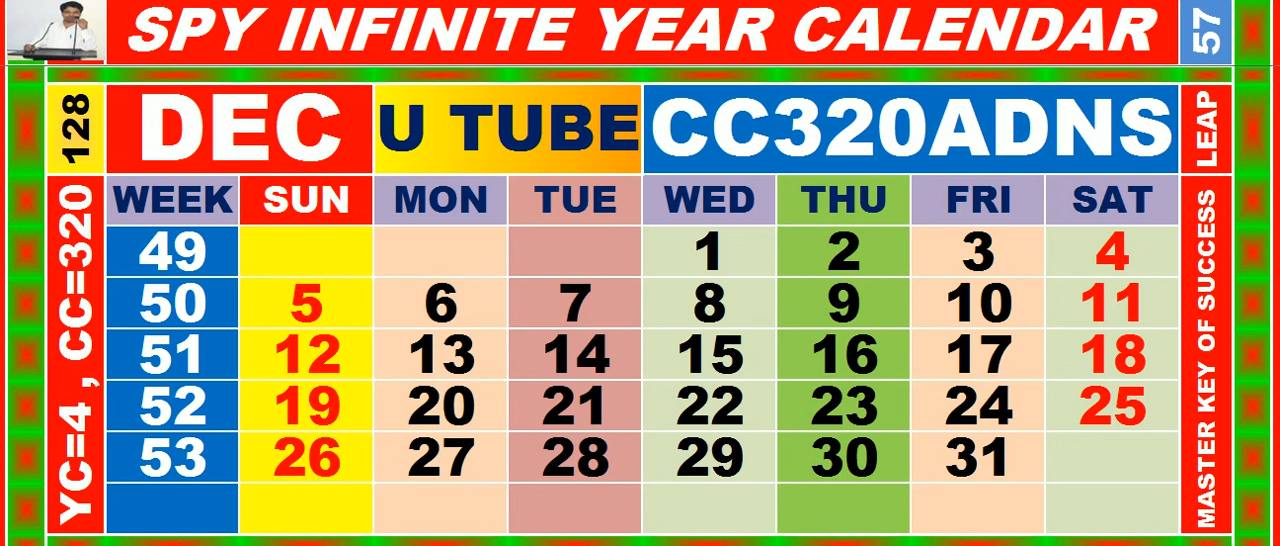 SPY INFINITE YEAR CALENDAR
57
128
DEC
U TUBE
CC320ADNS
LEAP
YC=4 , CC=320
WEEK SUN MON TUE WED THU FRI SAT
49 1 2 3 4
50 5 6 7 8 9 10 11
51 12 13 14 15 16 17 18
52 19 20 21 22 23 24 25
53 26 27 28 29 30 31
MASTER KEY OF SUCCESS